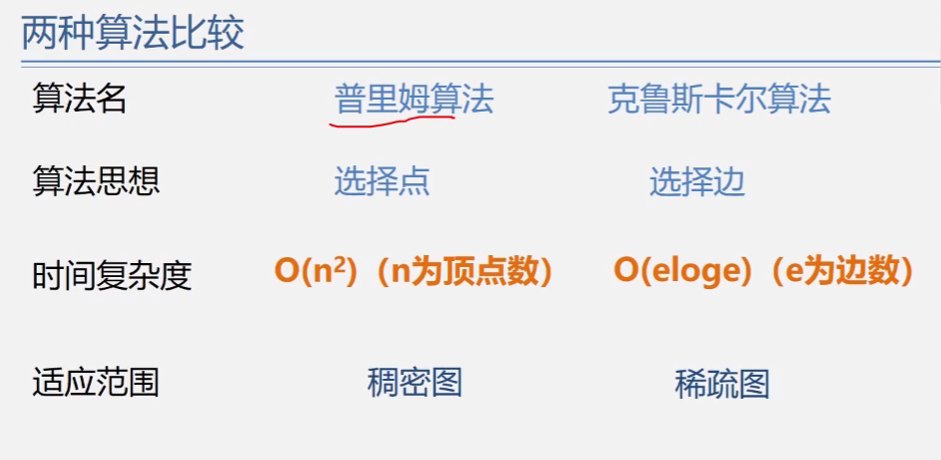 两种算法比较
算法名 普里姆算法 克鲁斯卡尔算法
算法思想 选择点 选择边
时间复杂度 O(n²)（n为顶点数） O(eloge)（e为边数）
适应范围 稠密图 稀疏图